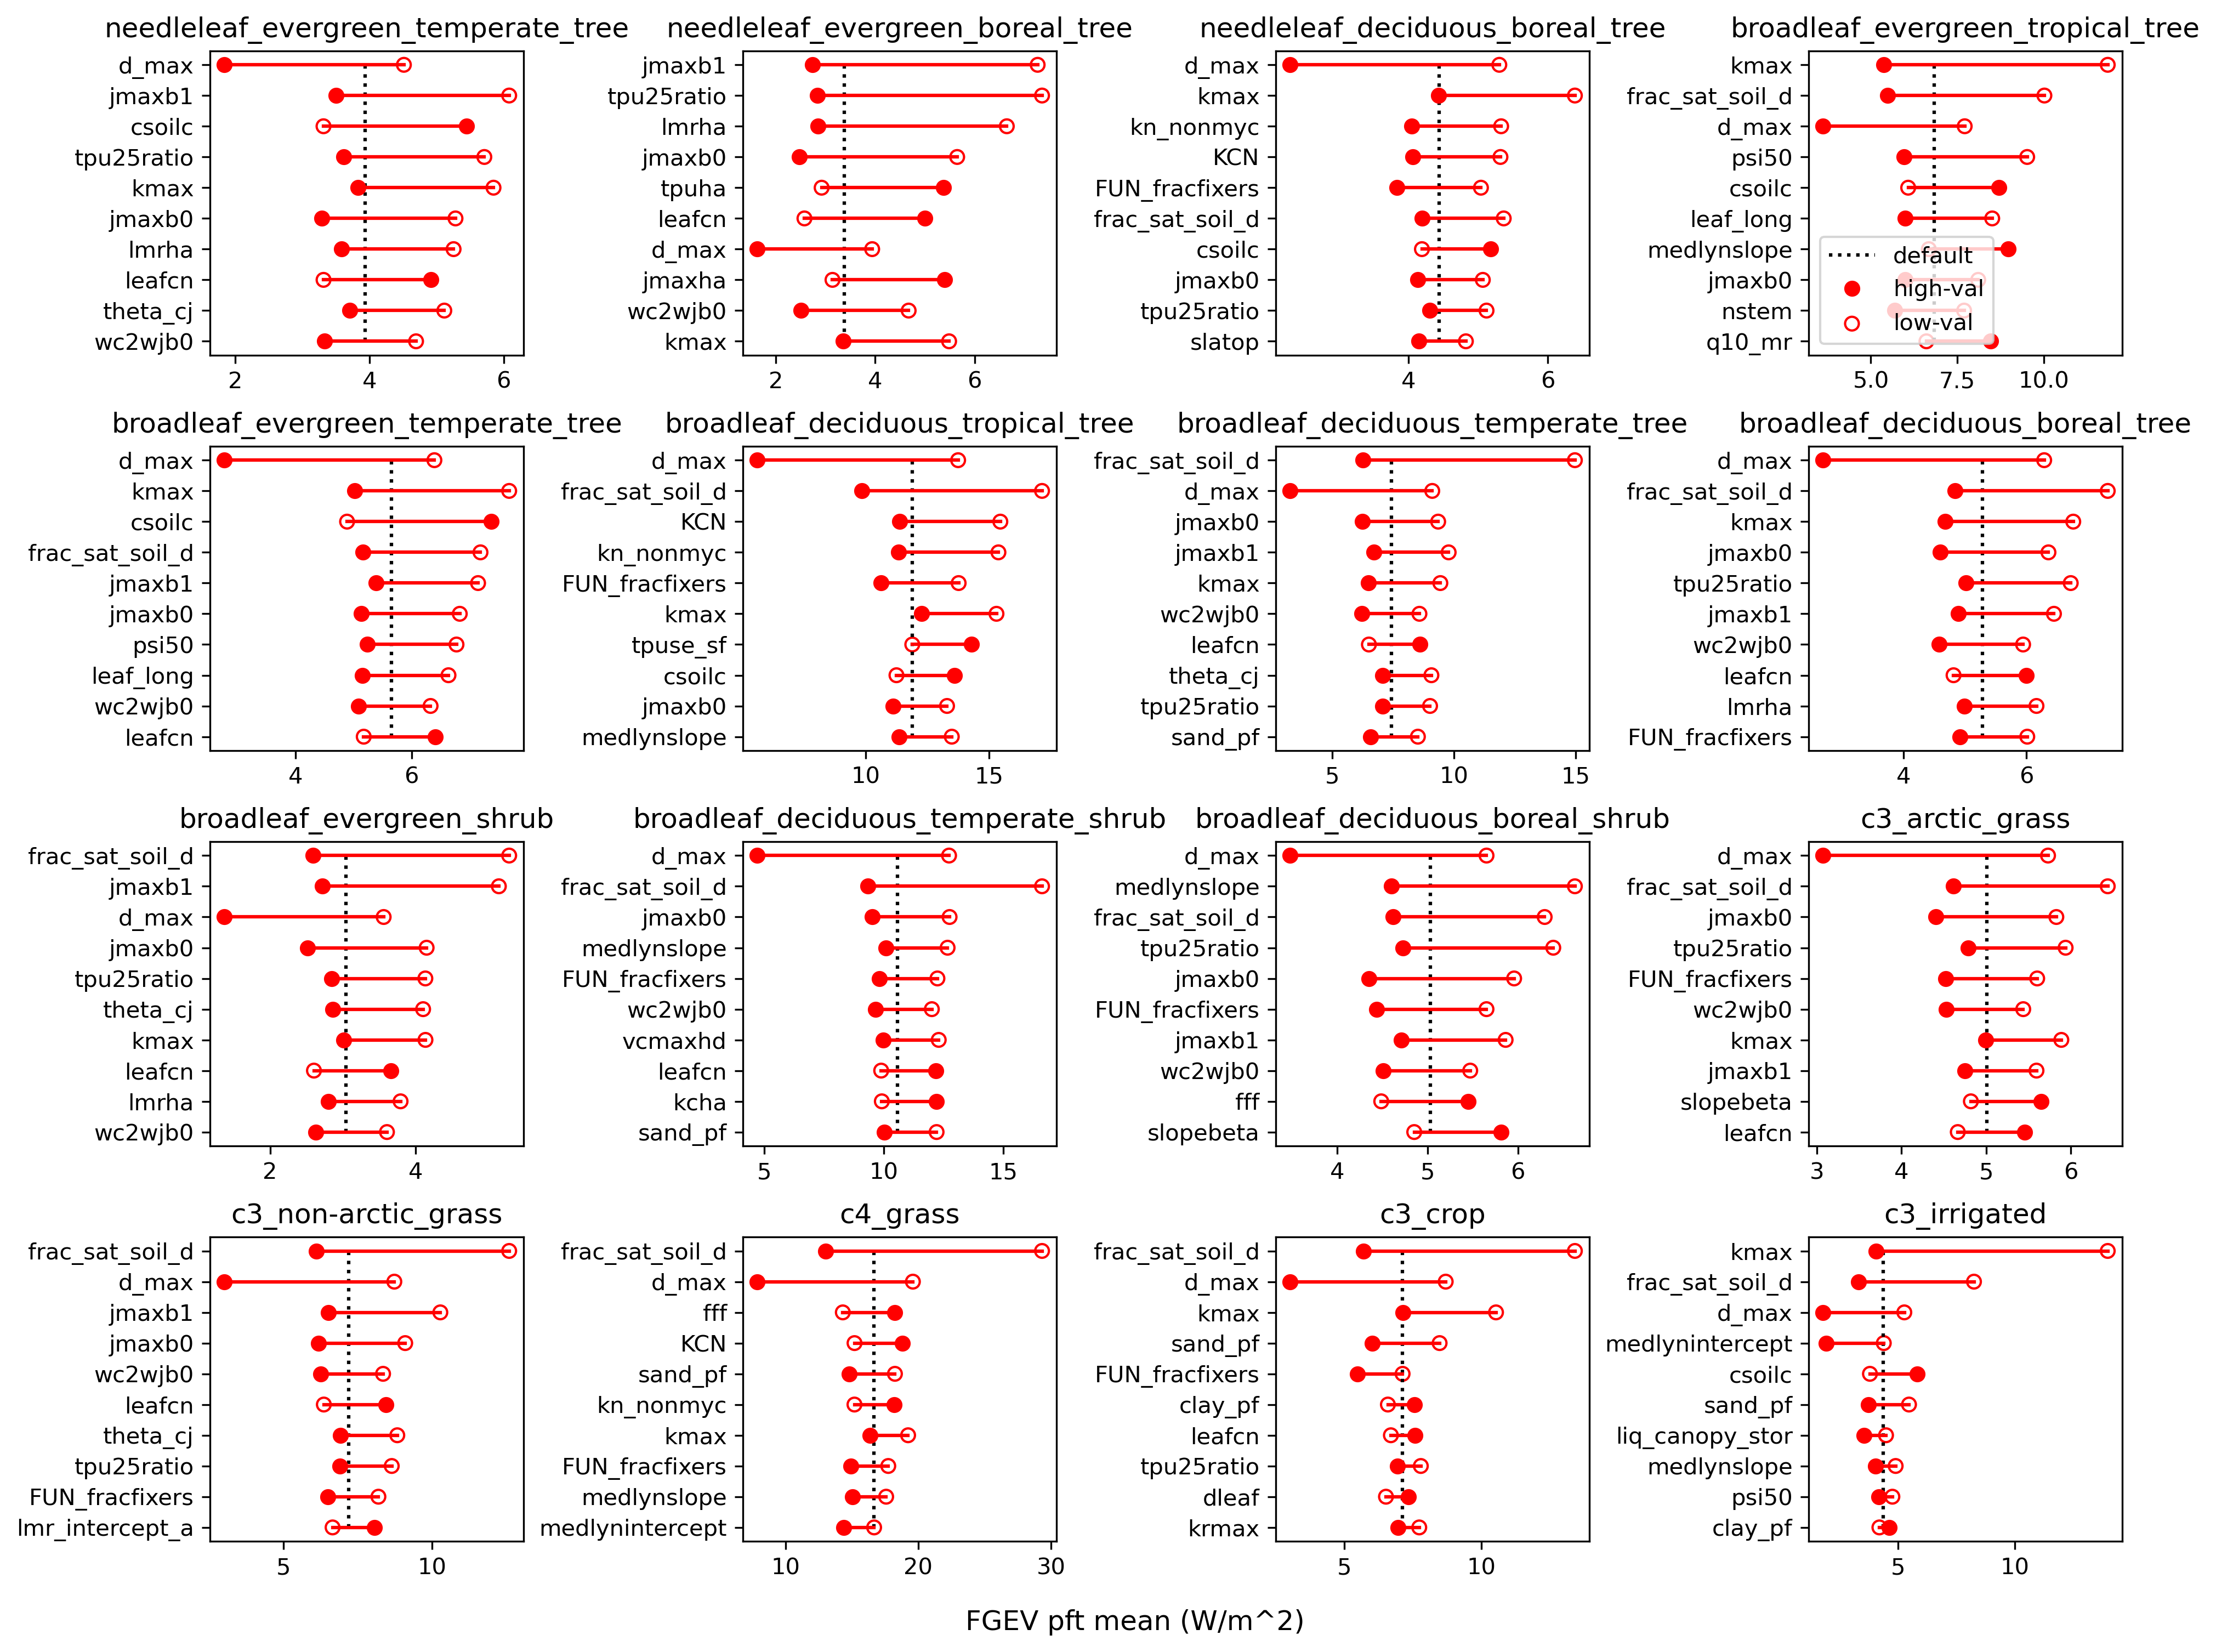 needleleaf_evergreen_temperate_tree
d_max
jmaxb1
csoilc
tpu25ratio
kmax
jmaxb0
lmrha
leafcn
theta_cj
wc2wjb0
2 4 6
needleleaf_evergreen_boreal_tree
jmaxb1
tpu25ratio
lmrha
jmaxb0
tpuha
leafcn
d_max
jmaxha
wc2wjb0
kmax
2 4 6
needleleaf_deciduous_boreal_tree
d_max
kmax
kn_nonmyc
KCN
FUN_fracfixers
frac_sat_soil_d
csoilc
jmaxb0
tpu25ratio
slatop
4 6
broadleaf_evergreen_tropical_tree
kmax
frac_sat_soil_d
d_max
psi50
csoilc
leaf_long
medlynslope
jmaxb0
nstem
q10_mr
default
high-val
low-val
5.0 7.5 10.0
broadleaf_evergreen_temperate_tree
d_max
kmax
csoilc
frac_sat_soil_d
jmaxb1
jmaxb0
psi50
leaf_long
wc2wjb0
leafcn
4 6
broadleaf_deciduous_tropical_tree
d_max
frac_sat_soil_d
KCN
kn_nonmyc
FUN_fracfixers
kmax
tpuse_sf
csoilc
jmaxb0
medlynslope
10 15
broadleaf_deciduous_temperate_tree
frac_sat_soil_d
d_max
jmaxb0
jmaxb1
kmax
wc2wjb0
leafcn
theta_cj
tpu25ratio
sand_pf
5 10 15
broadleaf_deciduous_boreal_tree
d_max
frac_sat_soil_d
kmax
jmaxb0
tpu25ratio
jmaxb1
wc2wjb0
leafcn
lmrha
FUN_fracfixers
4 6
broadleaf_evergreen_shrub
frac_sat_soil_d
jmaxb1
d_max
jmaxb0
tpu25ratio
theta_cj
kmax
leafcn
lmrha
wc2wjb0
2 4
broadleaf_deciduous_temperate_shrub
d_max
frac_sat_soil_d
jmaxb0
medlynslope
FUN_fracfixers
wc2wjb0
vcmaxhd
leafcn
kcha
sand_pf
5 10 15
broadleaf_deciduous_boreal_shrub
d_max
medlynslope
frac_sat_soil_d
tpu25ratio
jmaxb0
FUN_fracfixers
jmaxb1
wc2wjb0
fff
slopebeta
4 5 6
c3_arctic_grass
d_max
frac_sat_soil_d
jmaxb0
tpu25ratio
FUN_fracfixers
wc2wjb0
kmax
jmaxb1
slopebeta
leafcn
3 4 5 6
c3_non-arctic_grass
frac_sat_soil_d
d_max
jmaxb1
jmaxb0
wc2wjb0
leafcn
theta_cj
tpu25ratio
FUN_fracfixers
lmr_intercept_a
5 10
c4_grass
frac_sat_soil_d
d_max
fff
KCN
sand_pf
kn_nonmyc
kmax
FUN_fracfixers
medlynslope
medlynintercept
10 20 30
c3_crop
frac_sat_soil_d
d_max
kmax
sand_pf
FUN_fracfixers
clay_pf
leafcn
tpu25ratio
dleaf
krmax
5 10
c3_irrigated
kmax
frac_sat_soil_d
d_max
medlynintercept
csoilc
sand_pf
liq_canopy_stor
medlynslope
psi50
clay_pf
5 10
FGEV pft mean (W/m^2)